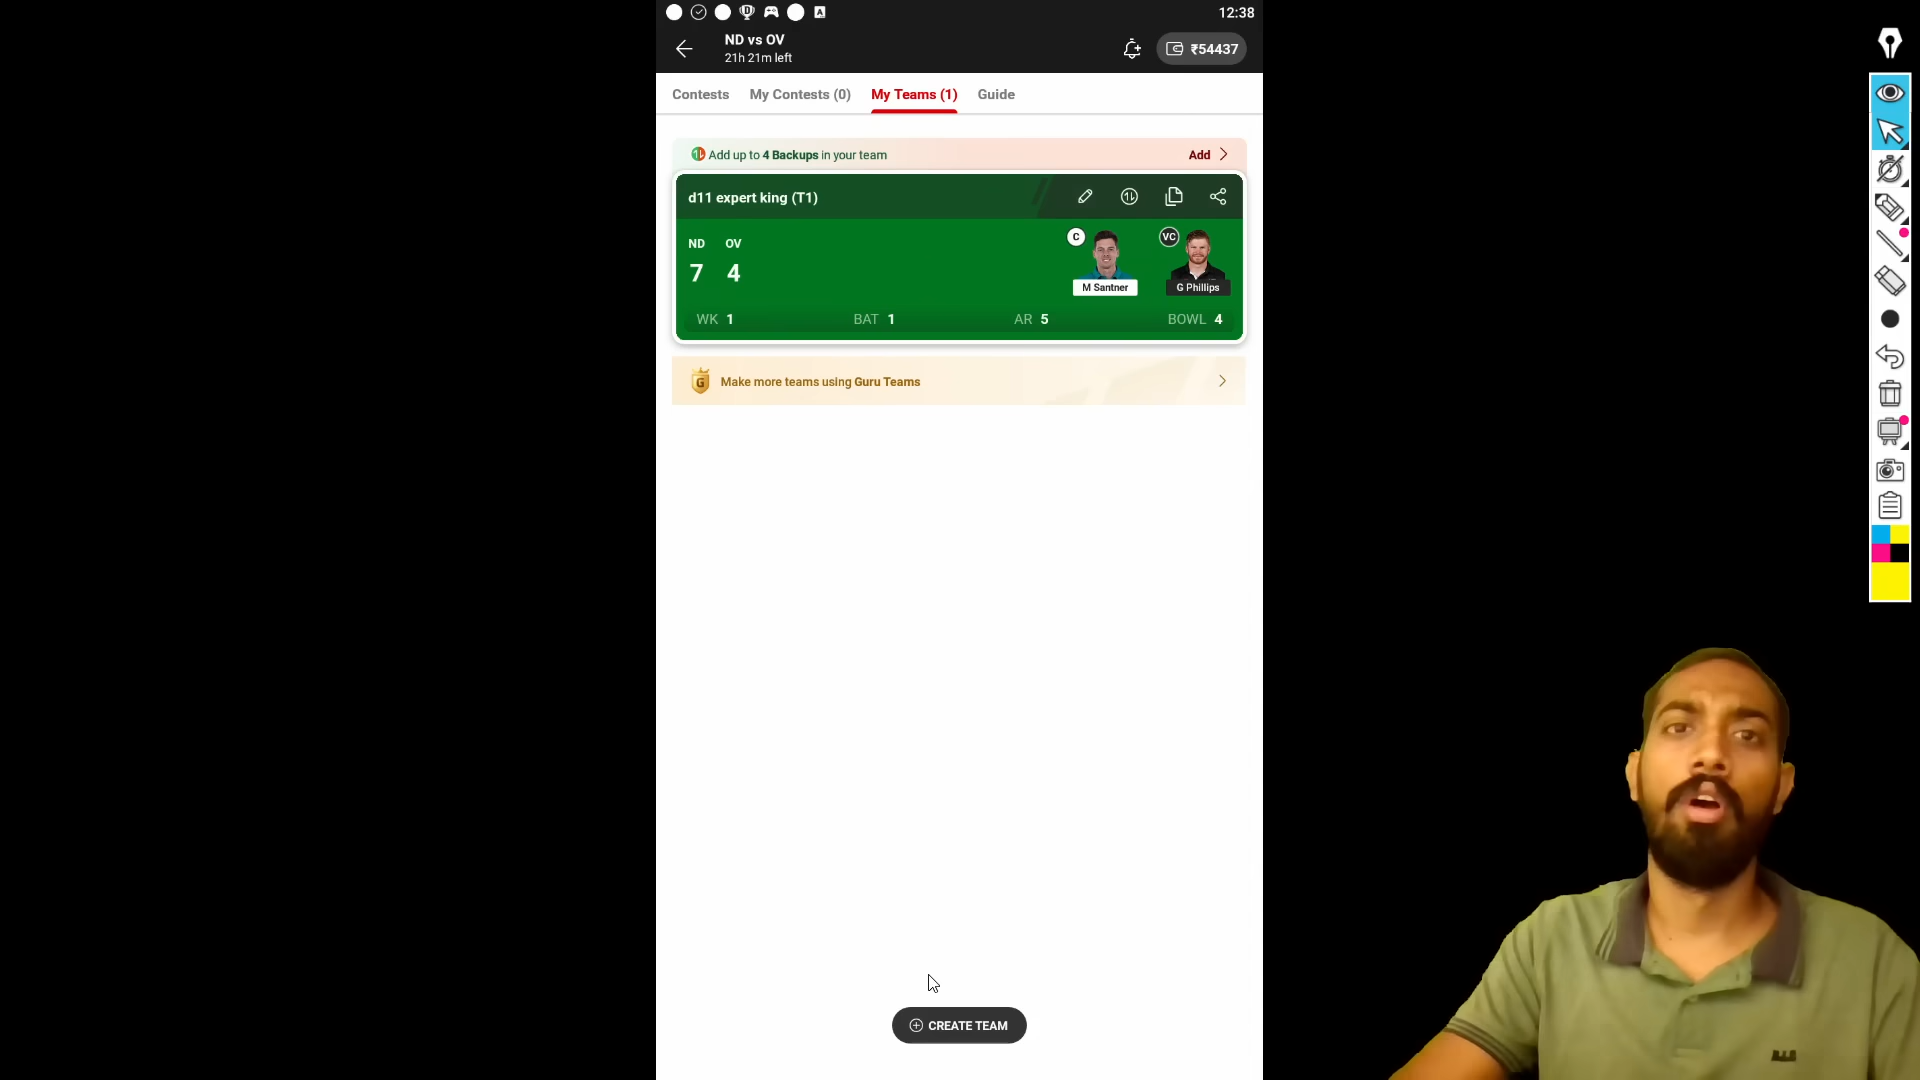 12:38
ND vs OV
21h 21m left
₹54437
Contests My Contests (0) My Teams (1) Guide
Add up to 4 Backups in your team Add
d11 expert king (T1)
ND OV
7 4
C VC
M Santner G Phillips
WK 1 BAT 1 AR 5 BOWL 4
G Make more teams using Guru Teams
CREATE TEAM